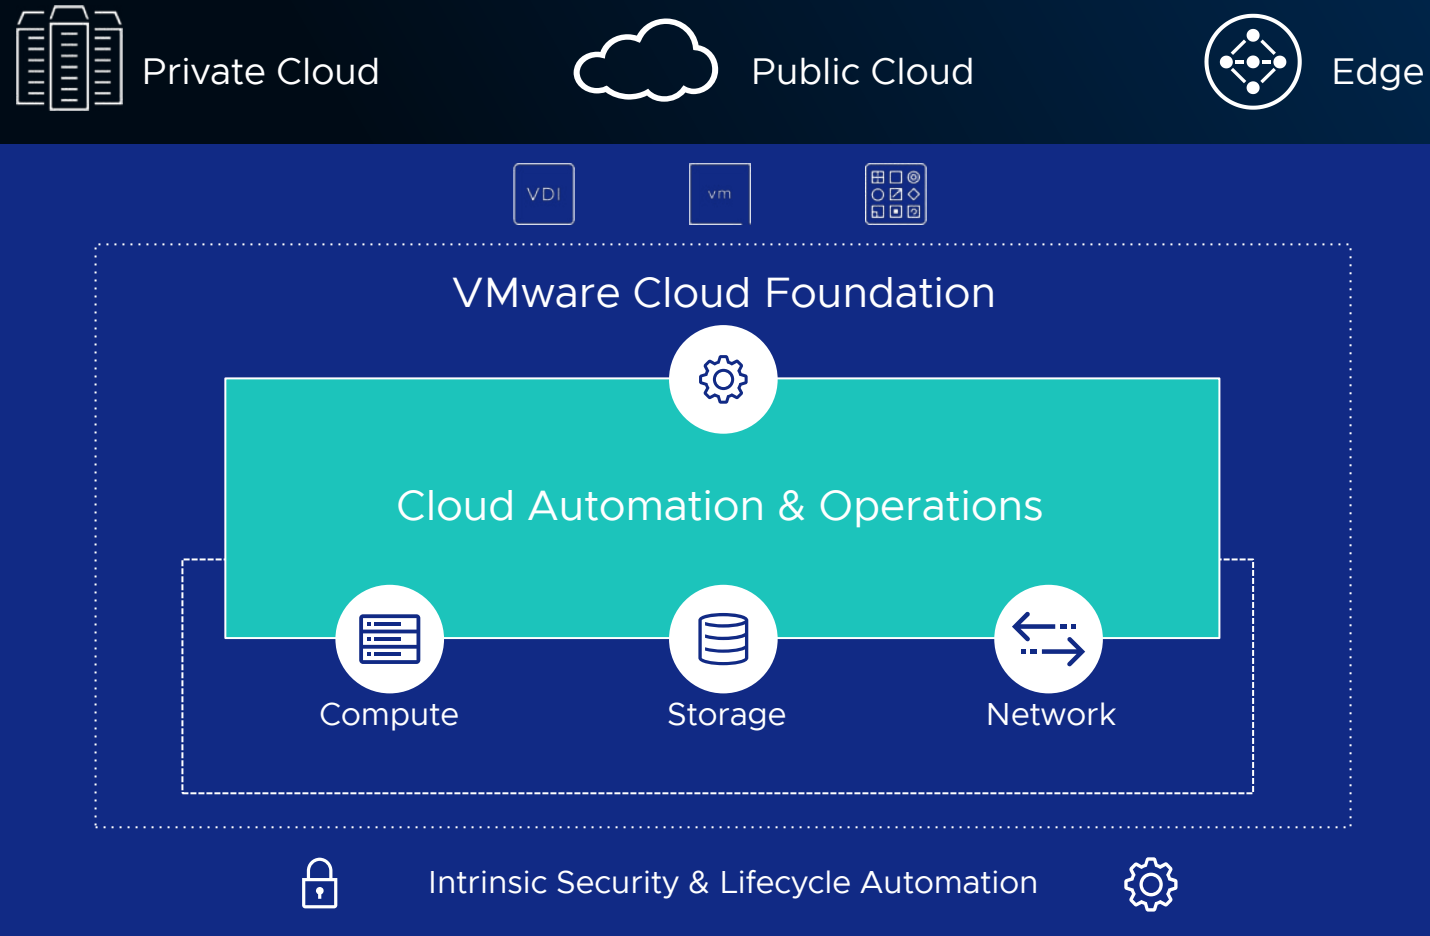 Private Cloud
Public Cloud
Edge
VDI
vm
VMware Cloud Foundation
Cloud Automation & Operations
Compute
Storage
Network
Intrinsic Security & Lifecycle Automation